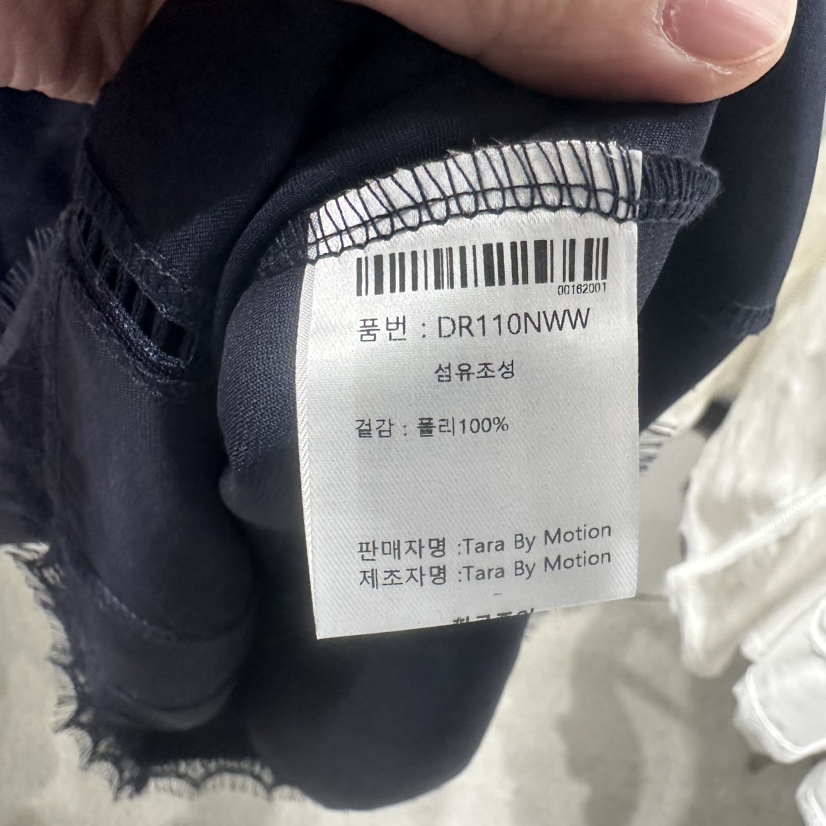 00162001
품번 : DR110NWW
섬유조성
겉감 : 폴리100%
판매자명 :Tara By Motion
제조자명 :Tara By Motion